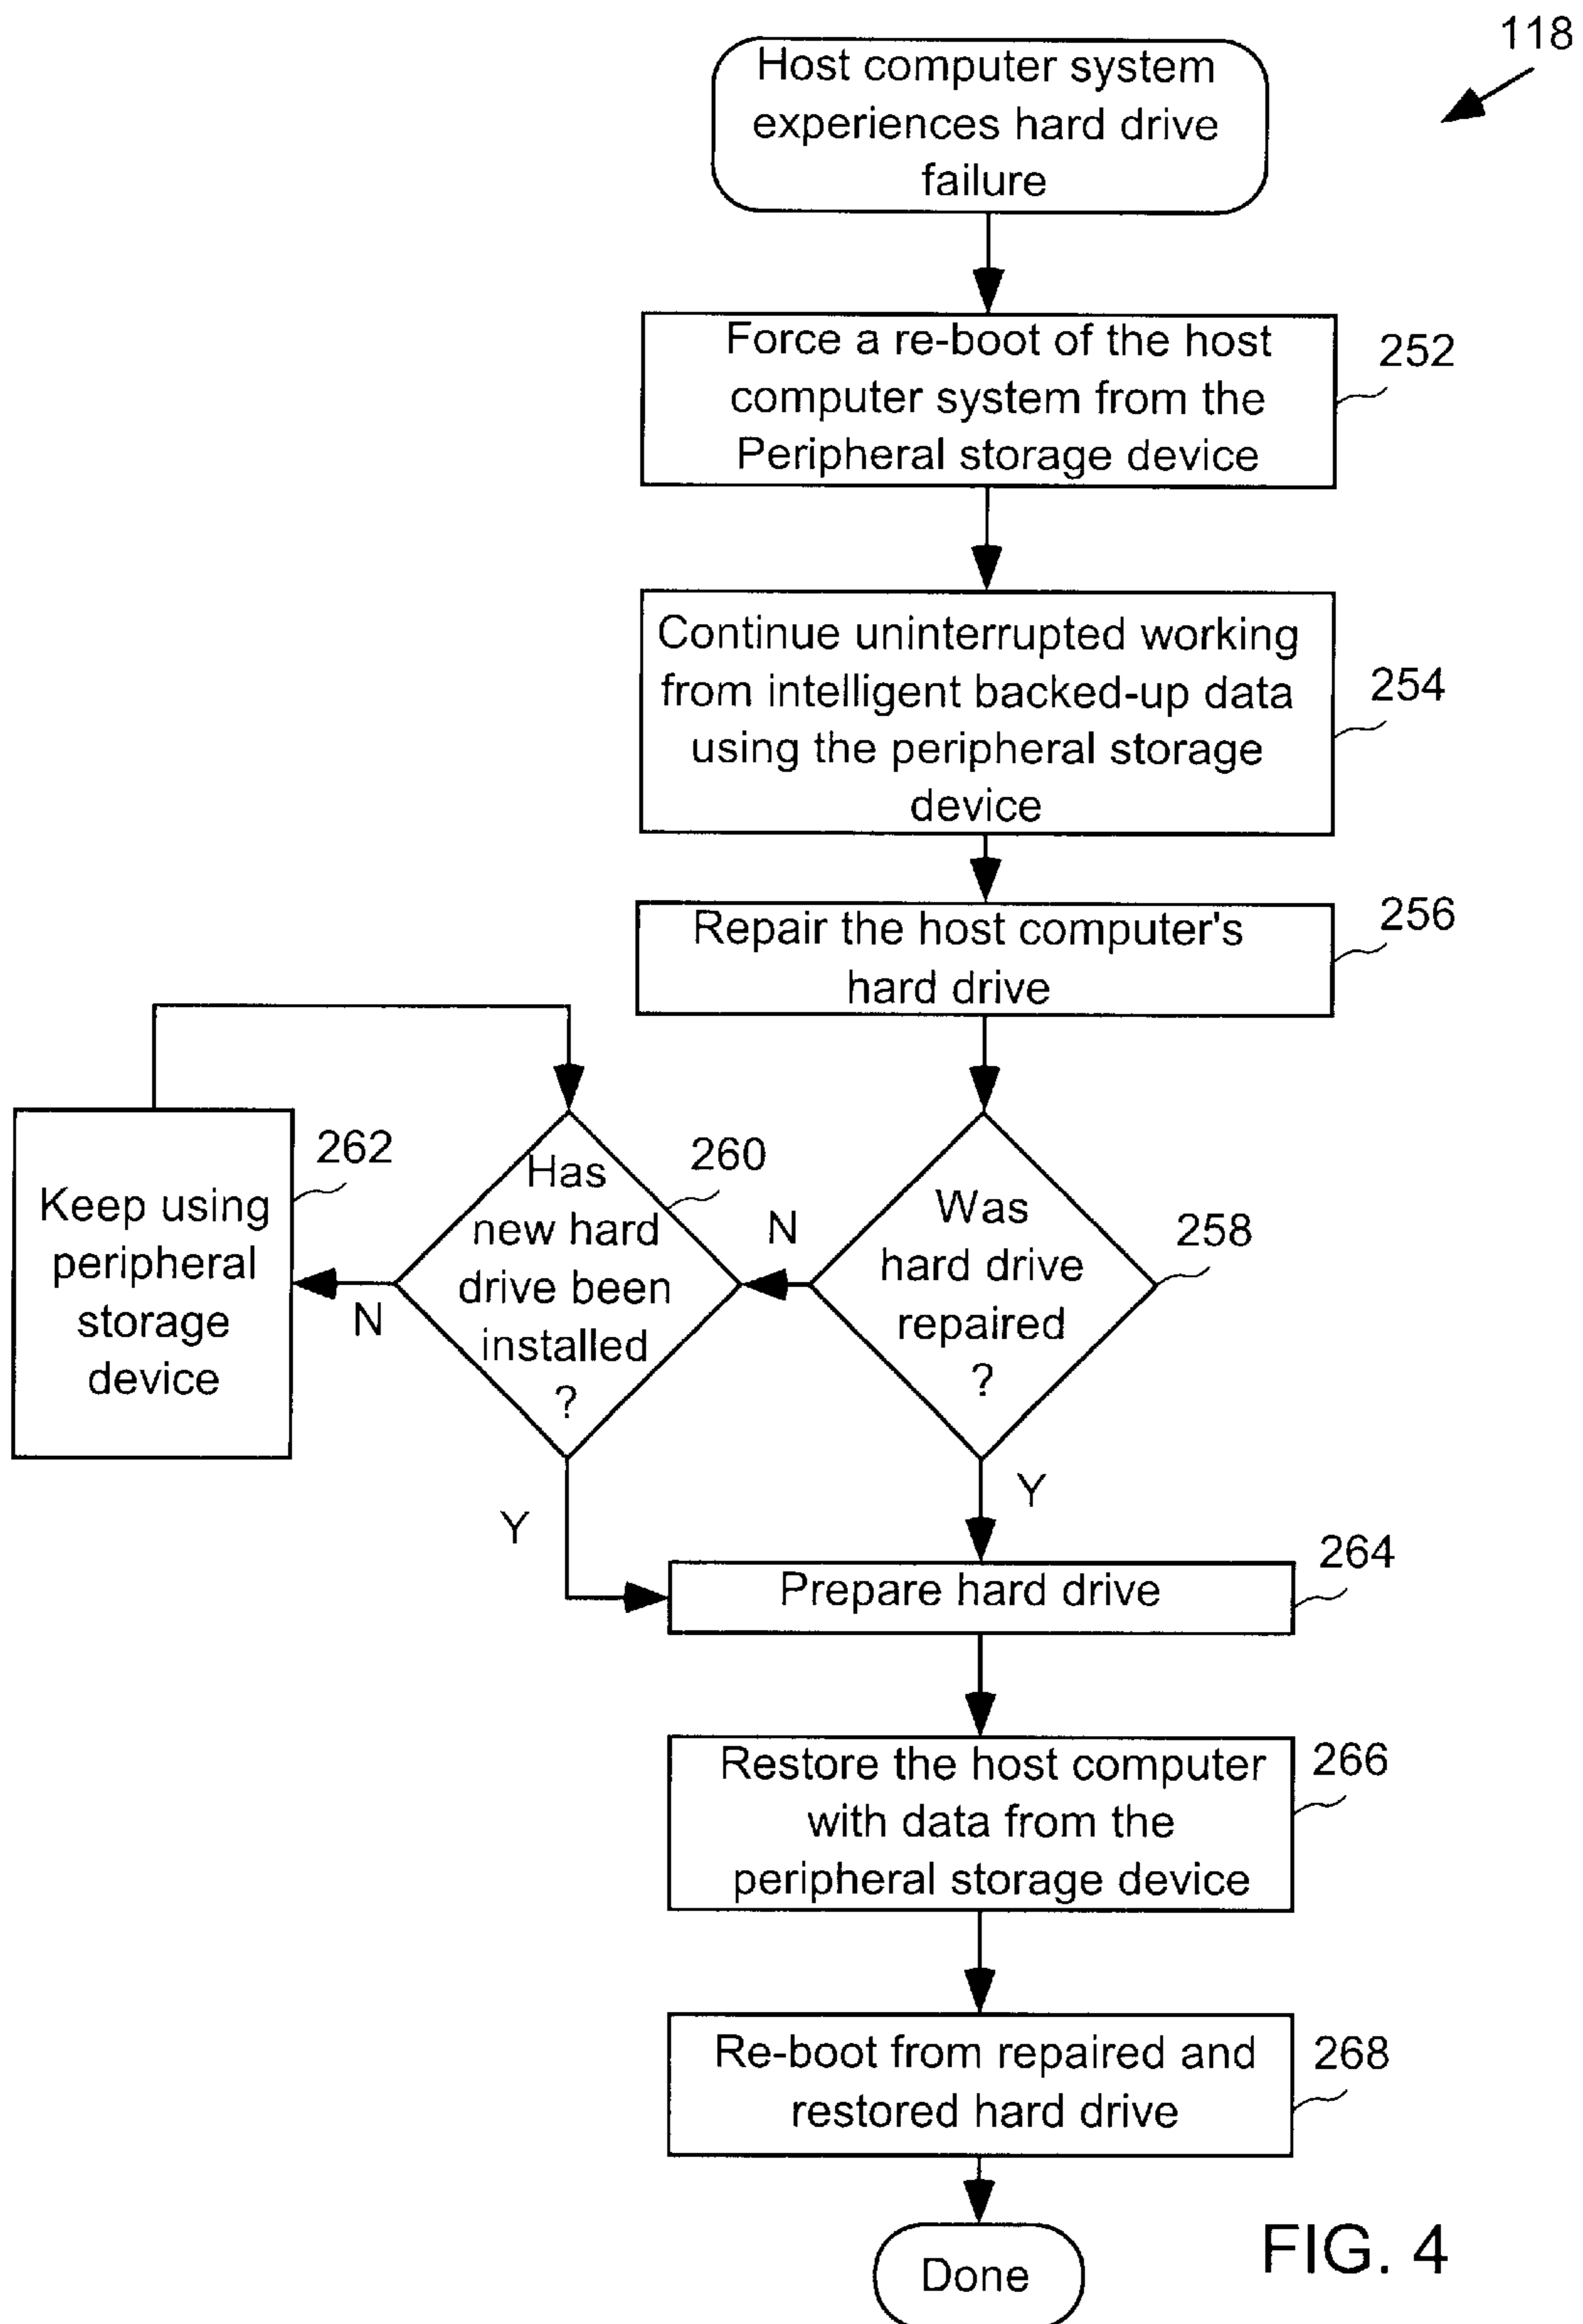 118
Host computer system
experiences hard drive
failure
Force a re-boot of the host
computer system from the
Peripheral storage device
252
Continue uninterrupted working
from intelligent backed-up data
using the peripheral storage
device
254
Repair the host computer's
hard drive
256
Keep using
peripheral
storage
device
262
N
Has
new hard
drive been
installed
?
260
N
Was
hard drive
repaired
?
258
Y
Y
Prepare hard drive
264
Restore the host computer
with data from the
peripheral storage device
266
Re-boot from repaired and
restored hard drive
268
Done
FIG. 4